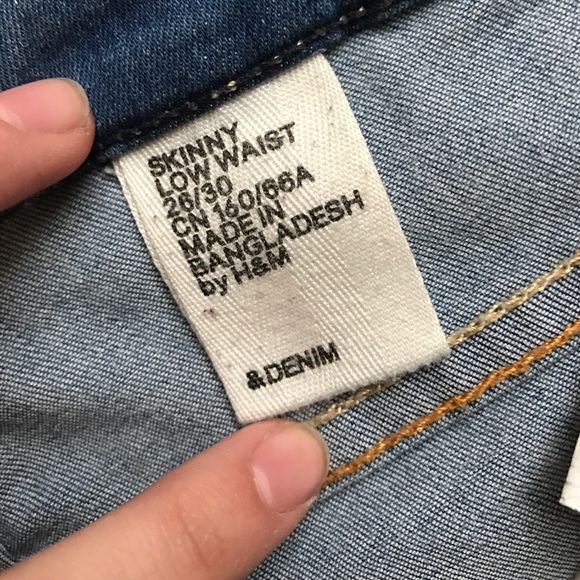 SKINNY
LOW WAIST
26/30
CN 160/66A
MADE IN
BANGLADESH
by H&M
&DENIM